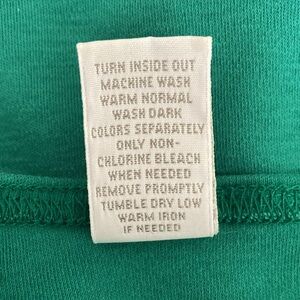 TURN INSIDE OUT
MACHINE WASH
WARM NORMAL
WASH DARK
COLORS SEPARATELY
ONLY NON-
CHLORINE BLEACH
WHEN NEEDED
REMOVE PROMPTLY
TUMBLE DRY LOW
WARM IRON
IF NEEDED